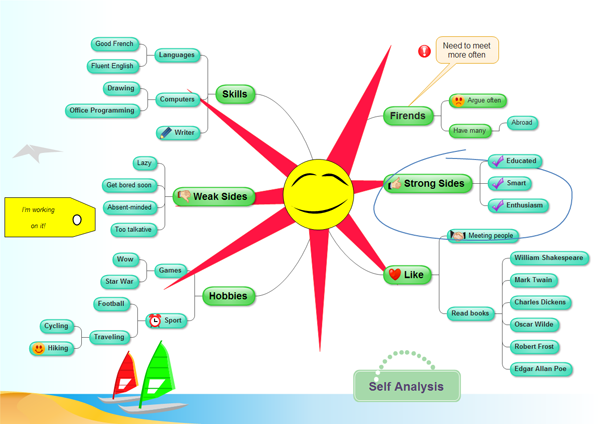 Good French
Fluent English
Languages
Drawing
Office Programming
Computers
Writer
Skills
Lazy
Get bored soon
Absent-minded
Too talkative
Weak Sides
I'm working
on it!
Wow
Star War
Games
Football
Cycling
Hiking
Traveling
Sport
Hobbies
Need to meet
more often
Firends
Argue often
Have many
Abroad
Strong Sides
Educated
Smart
Enthusiasm
Like
Meeting people
Read books
William Shakespeare
Mark Twain
Charles Dickens
Oscar Wilde
Robert Frost
Edgar Allan Poe
Self Analysis